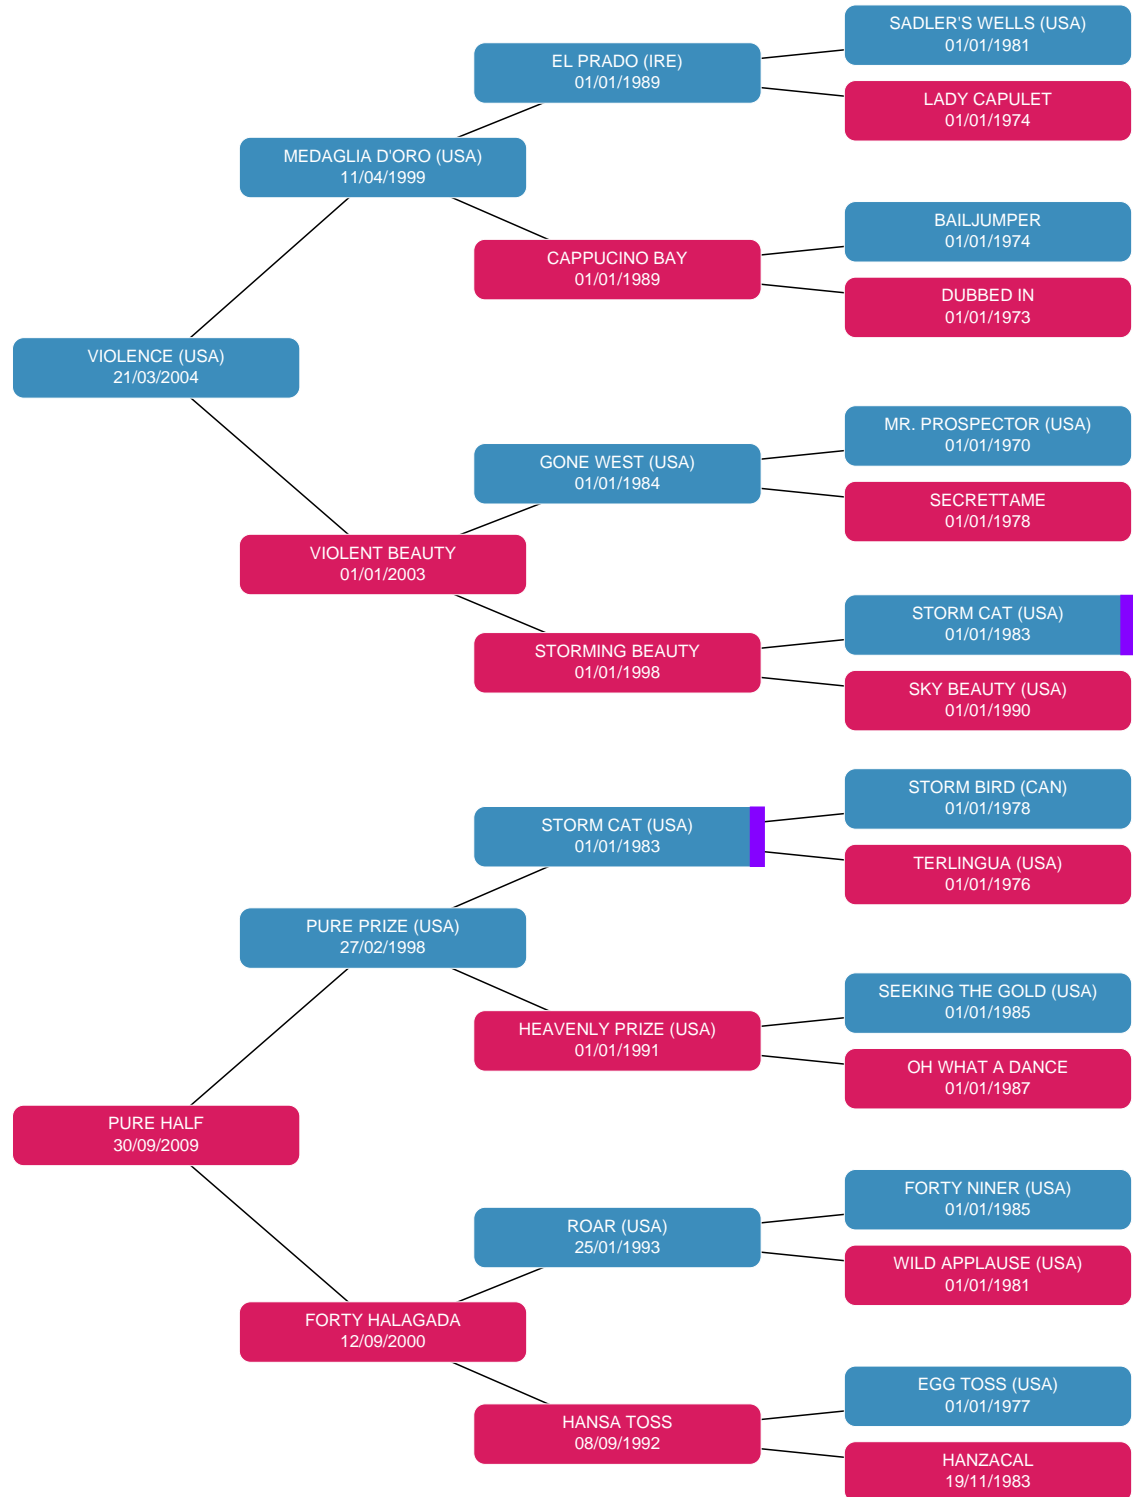 SADLER'S WELLS (USA)
01/01/1981
EL PRADO (IRE)
01/01/1989
LADY CAPULET
01/01/1974
MEDAGLIA D'ORO (USA)
11/04/1999
BAILJUMPER
01/01/1974
CAPPUCINO BAY
01/01/1989
DUBBED IN
01/01/1973
VIOLENCE (USA)
21/03/2004
MR. PROSPECTOR (USA)
01/01/1970
GONE WEST (USA)
01/01/1984
SECRETTAME
01/01/1978
VIOLENT BEAUTY
01/01/2003
STORM CAT (USA)
01/01/1983
STORMING BEAUTY
01/01/1998
SKY BEAUTY (USA)
01/01/1990
STORM BIRD (CAN)
01/01/1978
STORM CAT (USA)
01/01/1983
TERLINGUA (USA)
01/01/1976
PURE PRIZE (USA)
27/02/1998
SEEKING THE GOLD (USA)
01/01/1985
HEAVENLY PRIZE (USA)
01/01/1991
OH WHAT A DANCE
01/01/1987
PURE HALF
30/09/2009
FORTY NINER (USA)
01/01/1985
ROAR (USA)
25/01/1993
WILD APPLAUSE (USA)
01/01/1981
FORTY HALAGADA
12/09/2000
EGG TOSS (USA)
01/01/1977
HANSA TOSS
08/09/1992
HANZACAL
19/11/1983